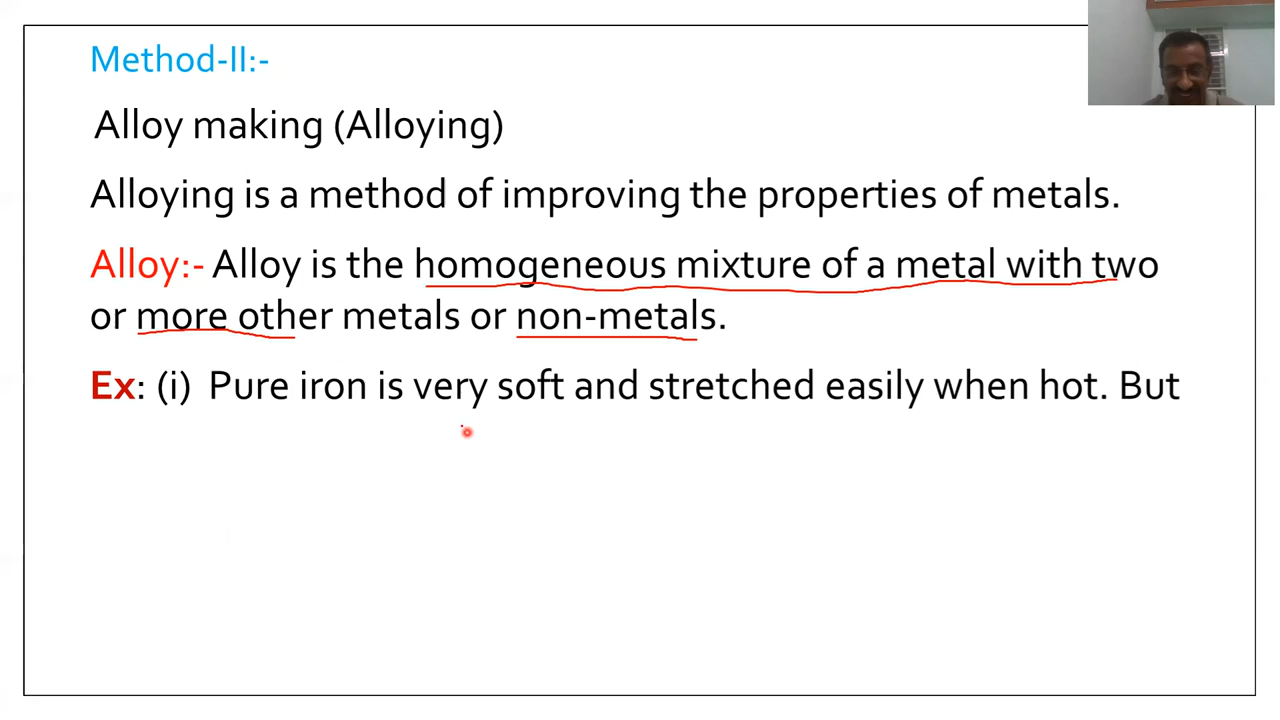 Method-II:-
Alloy making (Alloying)
Alloying is a method of improving the properties of metals.
Alloy:- Alloy is the homogeneous mixture of a metal with two
or more other metals or non-metals.
Ex: (i) Pure iron is very soft and stretched easily when hot. But